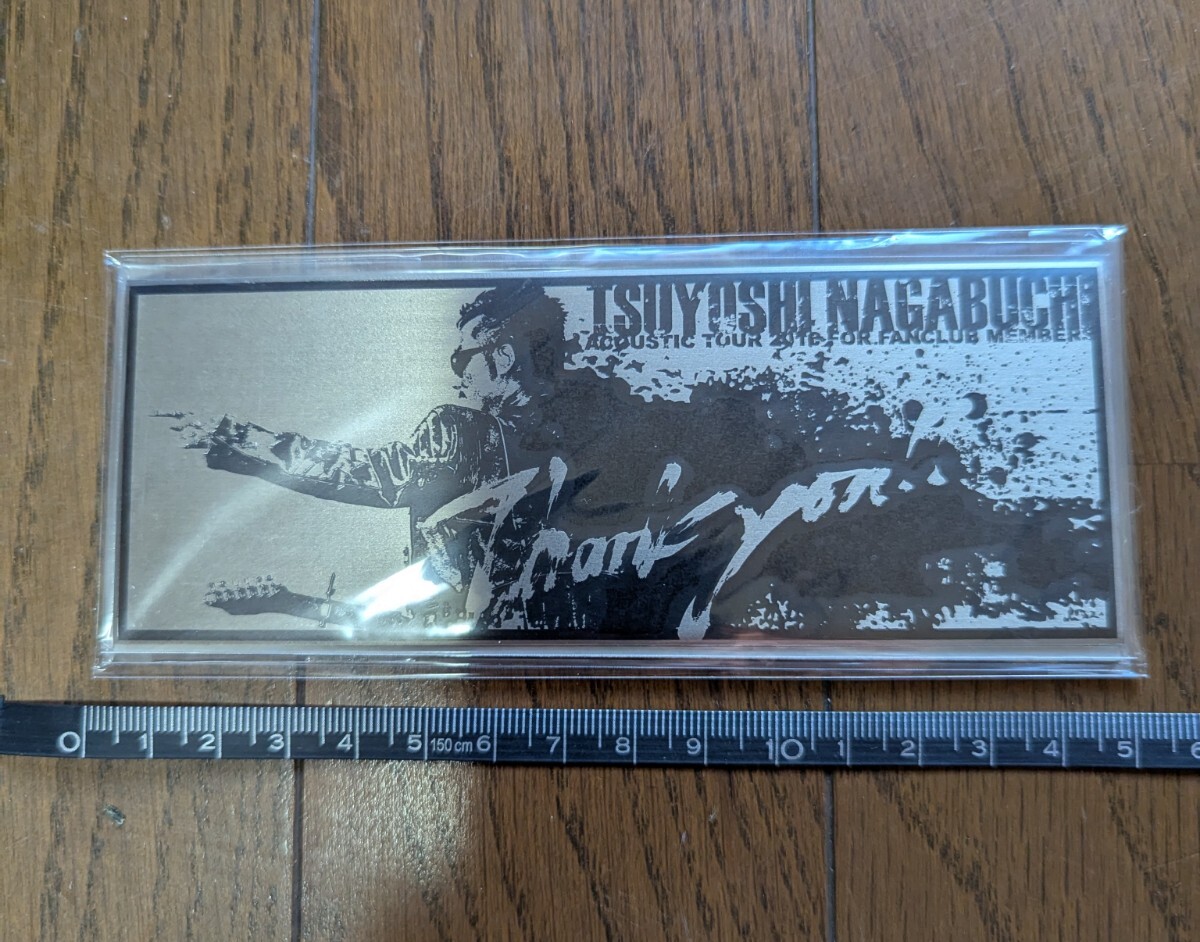 TSUYOSHI NAGABUCHI
ACOUSTIC TOUR 2016 FOR FANCLUB MEMBERS
Thank you!!
0 1 2 3 4 5 150cm 6 7 8 9 10 1 2 3 4 5 6